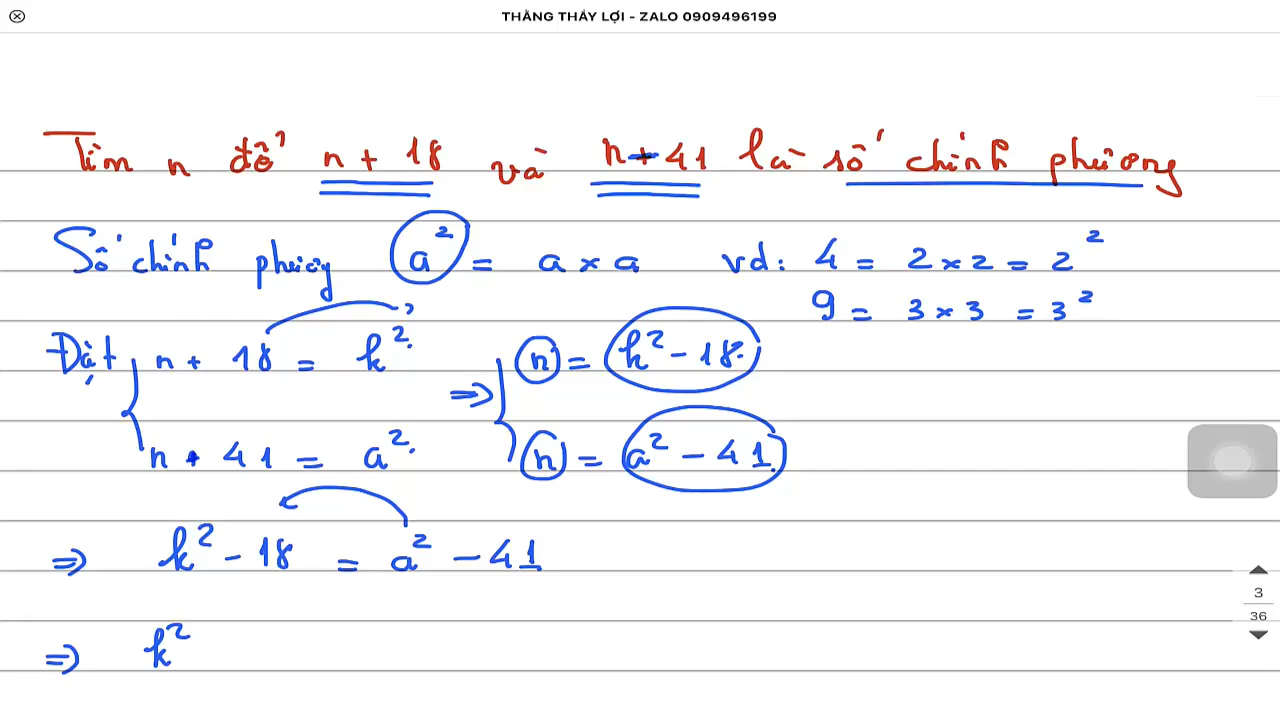 THẮNG THẦY LỢI - ZALO 0909496199
Tìm n để n + 18 và n + 41 là số chính phương
Số chính phương a² = a × a vd: 4 = 2 × 2 = 2²
9 = 3 × 3 = 3²
Đặt n + 18 = k² => n = k² - 18
n + 41 = a² n = a² - 41
=> k² - 18 = a² - 41
=> k²
3
36